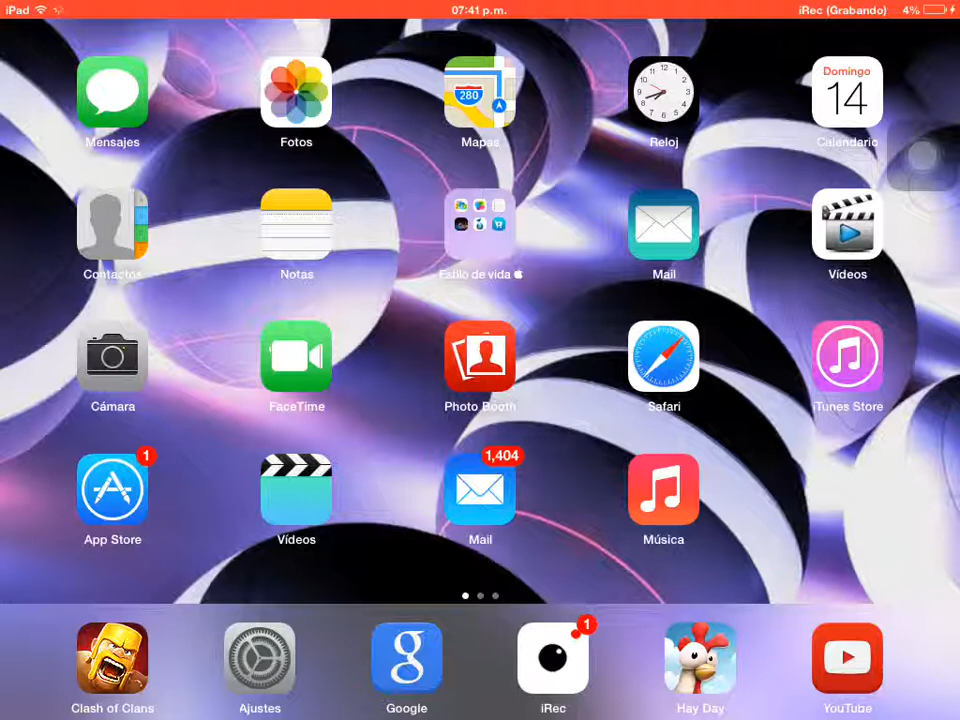 iPad 07:41 p.m. iRec (Grabando) 4%
280
Domingo
14
Mensajes Fotos Mapas Reloj Calendario
Contactos Notas Estilo de vida Mail Vídeos
Cámara FaceTime Photo Booth Safari iTunes Store
1 1,404
App Store Vídeos Mail Música
g 1
Clash of Clans Ajustes Google iRec Hay Day YouTube